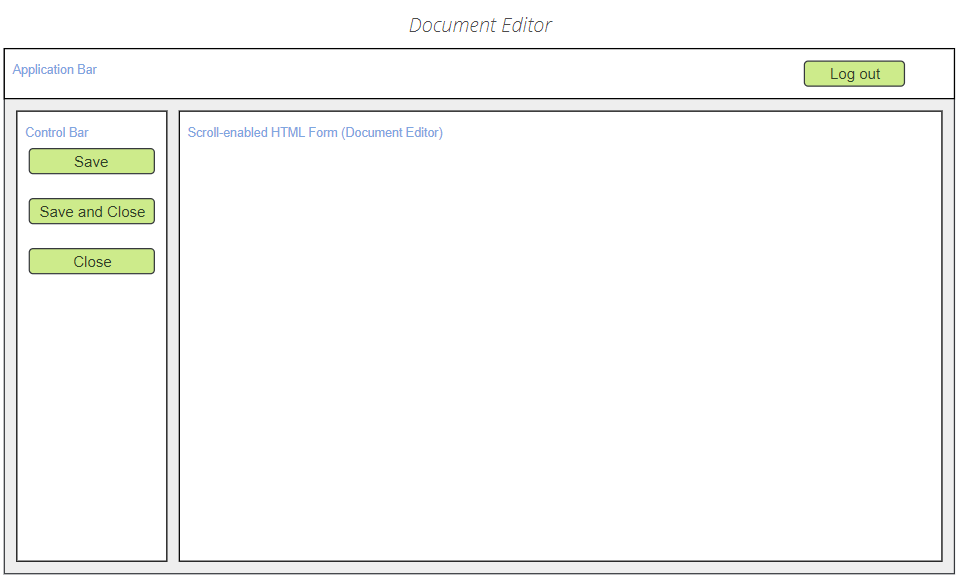 Document Editor
Application Bar
Log out
Control Bar
Save
Save and Close
Close
Scroll-enabled HTML Form (Document Editor)